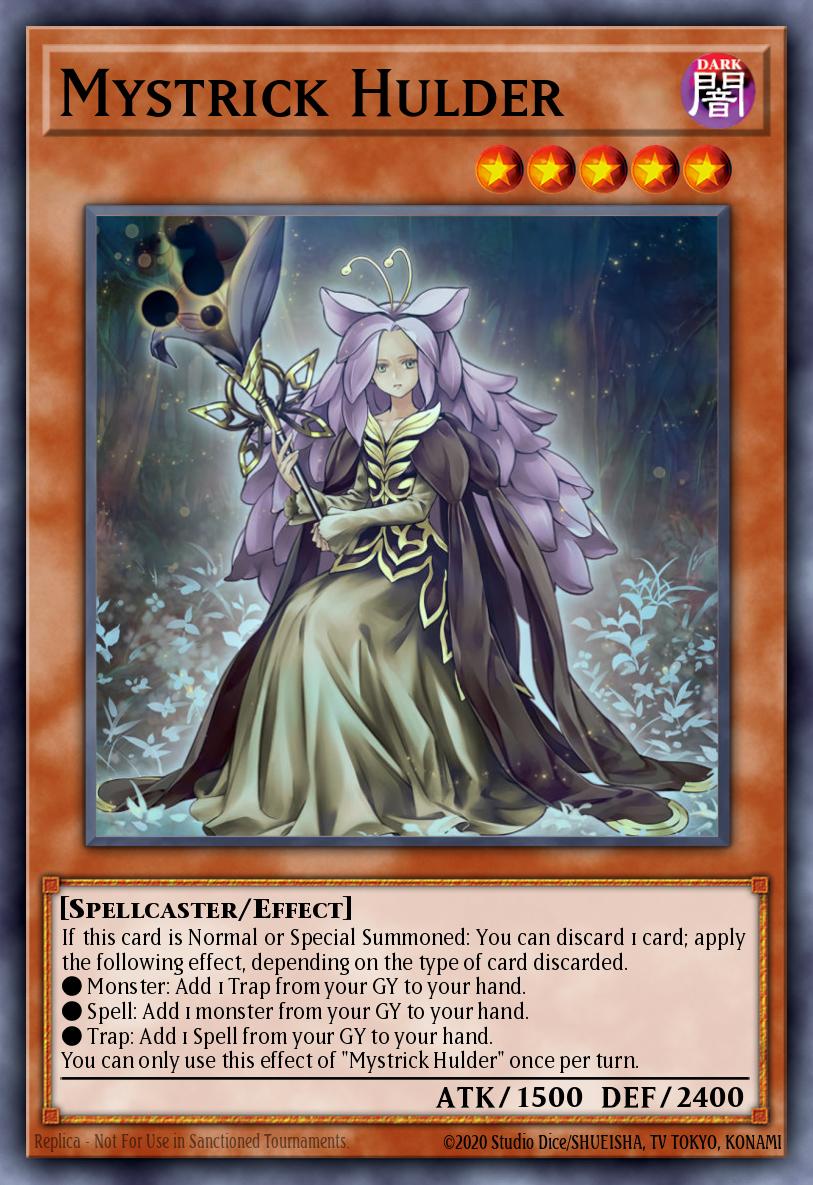 Mystrick Hulder
DARK
闇
[Spellcaster/Effect]
If this card is Normal or Special Summoned: You can discard 1 card; apply
the following effect, depending on the type of card discarded.
● Monster: Add 1 Trap from your GY to your hand.
● Spell: Add 1 monster from your GY to your hand.
● Trap: Add 1 Spell from your GY to your hand.
You can only use this effect of "Mystrick Hulder" once per turn.
ATK/1500 DEF/2400
Replica - Not For Use in Sanctioned Tournaments.
©2020 Studio Dice/SHUEISHA, TV TOKYO, KONAMI